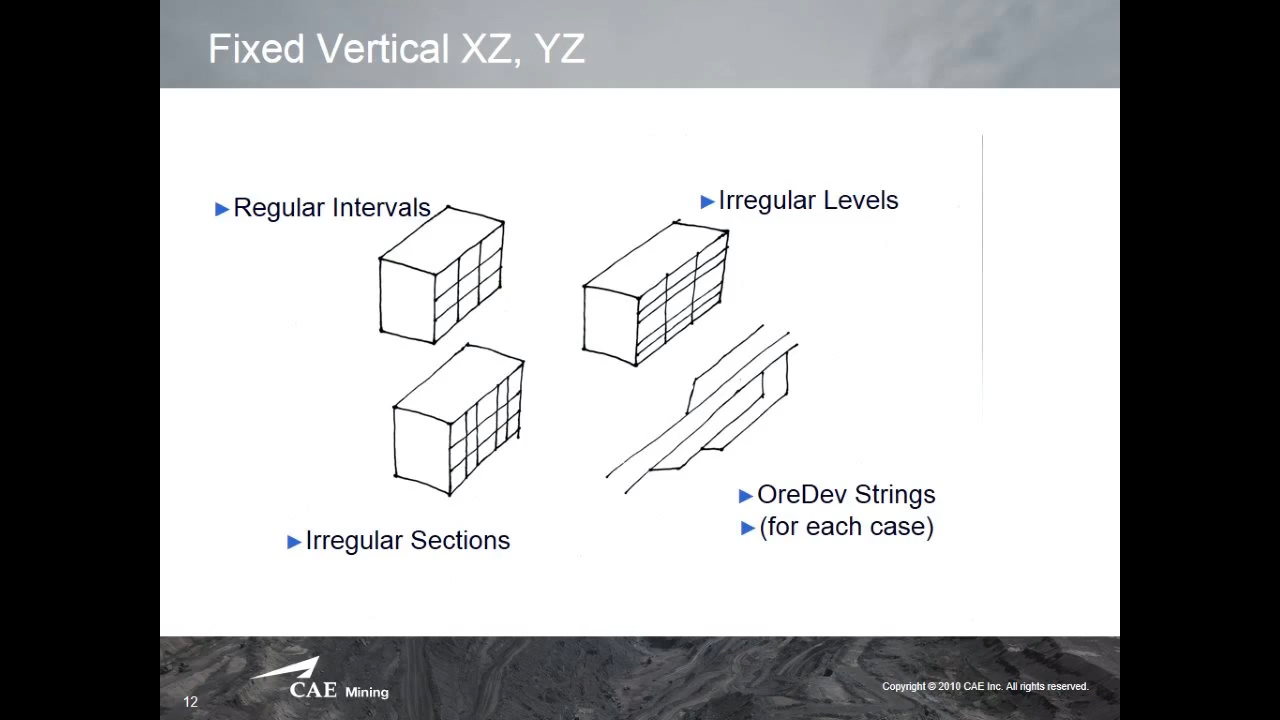 Fixed Vertical XZ, YZ
Regular Intervals
Irregular Levels
Irregular Sections
OreDev Strings
(for each case)
12
CAE Mining
Copyright © 2010 CAE Inc. All rights reserved.